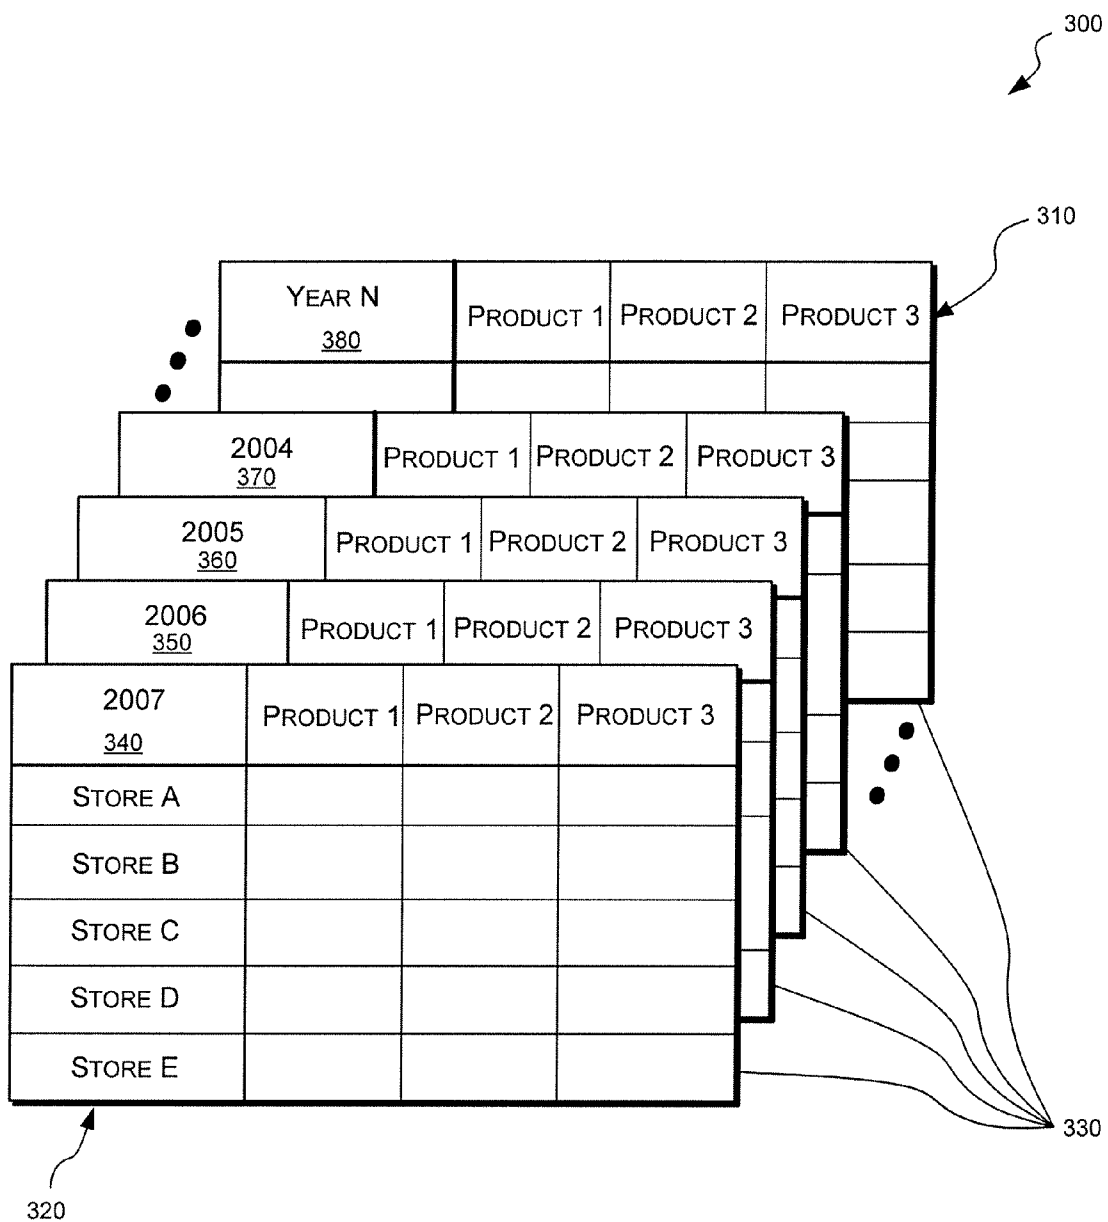 300
310
YEAR N
380
PRODUCT 1 PRODUCT 2 PRODUCT 3
2004
370
PRODUCT 1 PRODUCT 2 PRODUCT 3
2005
360
PRODUCT 1 PRODUCT 2 PRODUCT 3
2006
350
PRODUCT 1 PRODUCT 2 PRODUCT 3
2007
340
PRODUCT 1 PRODUCT 2 PRODUCT 3
STORE A
STORE B
STORE C
STORE D
STORE E
330
320